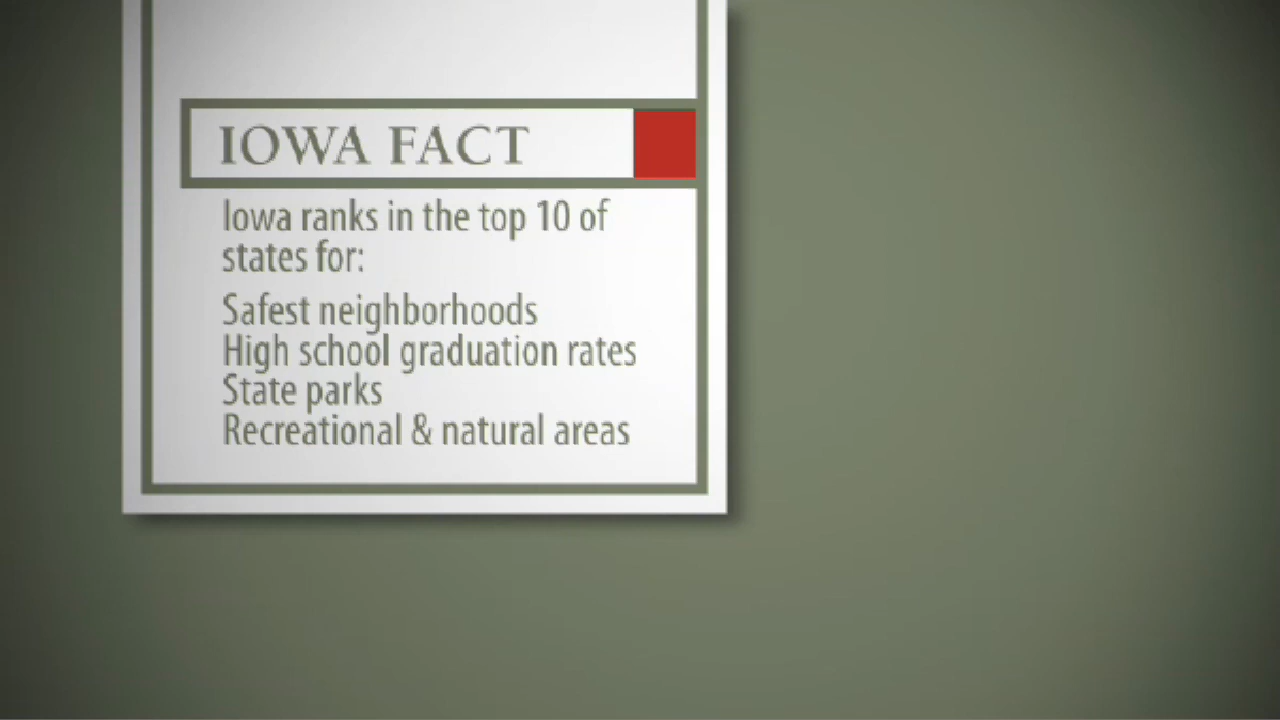 IOWA FACT
Iowa ranks in the top 10 of
states for:
Safest neighborhoods
High school graduation rates
State parks
Recreational & natural areas